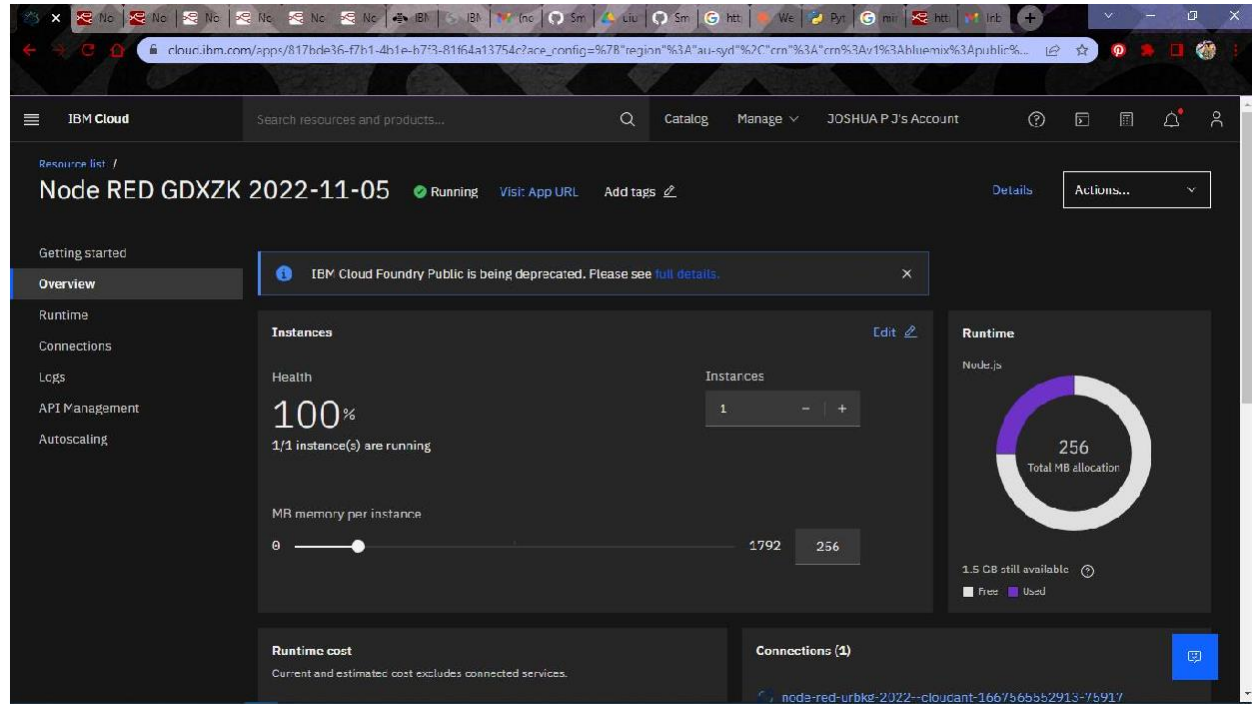 cloud.ibm.com/apps/817bde36-f7b1-4b1e-b7f3-81f64a13754c?ace_config=%7B"region"%3A"au-syd"%2C"crn"%3A"crn%3Av1%3Abluemix%3Apublic%...
IBM Cloud
Search resources and products...
Catalog
Manage
JOSHUA P J's Account
Resource list /
Node RED GDXZK 2022-11-05
Running
Visit App URL
Add tags
Details
Actions...
Getting started
Overview
Runtime
Connections
Logs
API Management
Autoscaling
IBM Cloud Foundry Public is being deprecated. Please see full details.
Instances
Edit
Health
100%
1/1 instance(s) are running
Instances
1 - +
MB memory per instance
0
1792
256
Runtime
Node.js
256
Total MB allocation
1.5 GB still available
Free Used
Runtime cost
Current and estimated cost excludes connected services.
Connections (1)
node-red-urbkg-2022--cloudant-1667565552913-75917